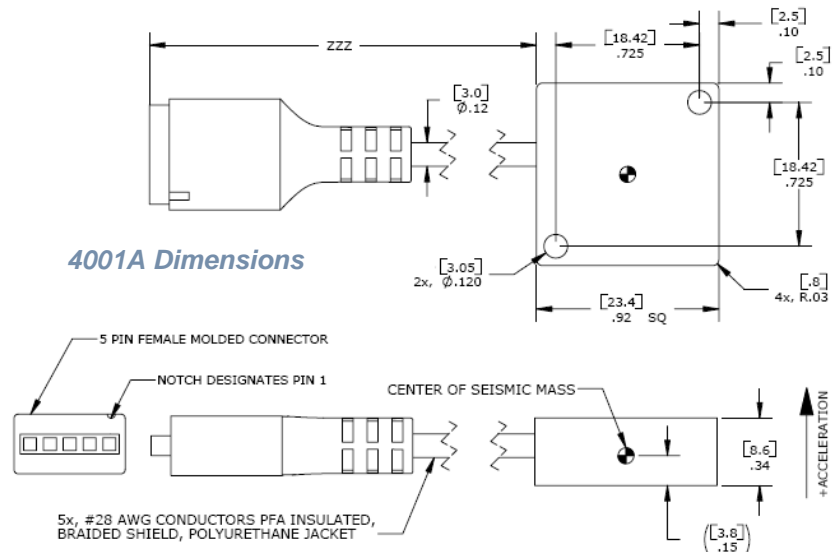 ZZZ
[18.42]
.725
[2.5]
.10
[2.5]
.10
[3.0]
Ø.12
[18.42]
.725
4001A Dimensions
[3.05]
2x, Ø.120
[.8]
4x, R.03
[23.4]
.92 SQ
5 PIN FEMALE MOLDED CONNECTOR
NOTCH DESIGNATES PIN 1
CENTER OF SEISMIC MASS
[8.6]
.34
+ACCELERATION
5x, #28 AWG CONDUCTORS PFA INSULATED,
BRAIDED SHIELD, POLYURETHANE JACKET
([3.8]
.15)